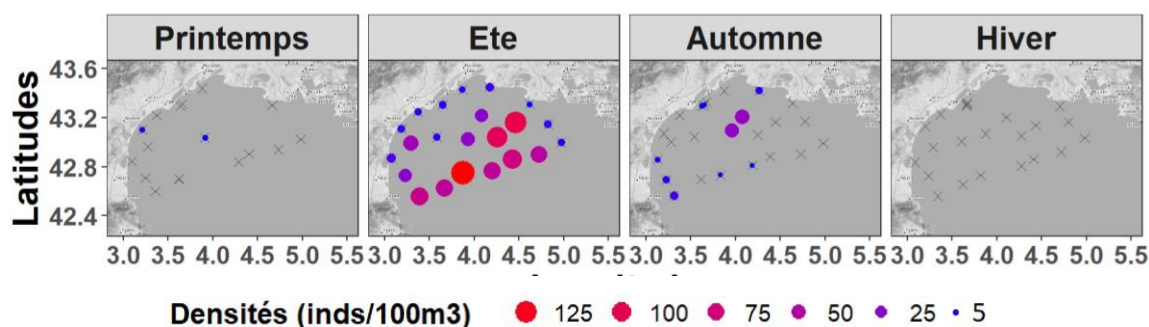 Printemps Ete Automne Hiver
Latitudes
43.6
43.2
42.8
42.4
3.0 3.5 4.0 4.5 5.0 5.5 3.0 3.5 4.0 4.5 5.0 5.5 3.0 3.5 4.0 4.5 5.0 5.5 3.0 3.5 4.0 4.5 5.0 5.5
Densités (inds/100m3) 125 100 75 50 25 5